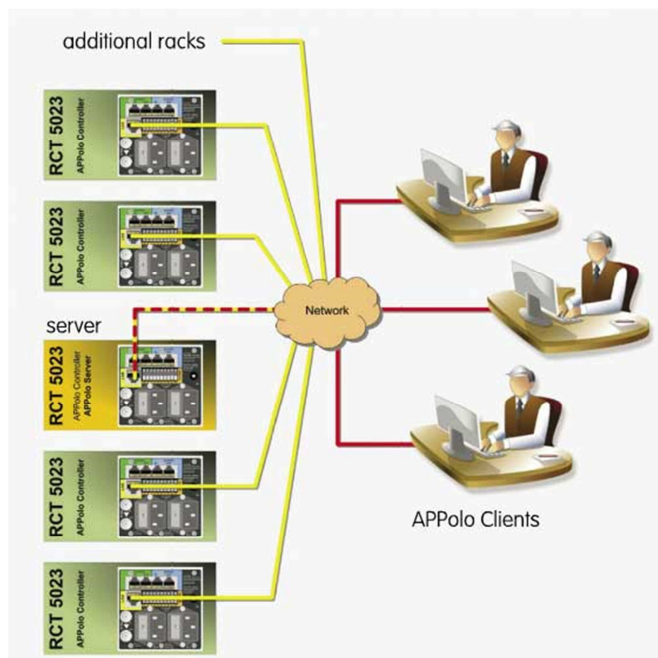 additional racks
RCT 5023
APPolo Controller
RCT 5023
APPolo Controller
server
RCT 5023
APPolo Controller
APPolo Server
RCT 5023
APPolo Controller
RCT 5023
APPolo Controller
Network
APPolo Clients